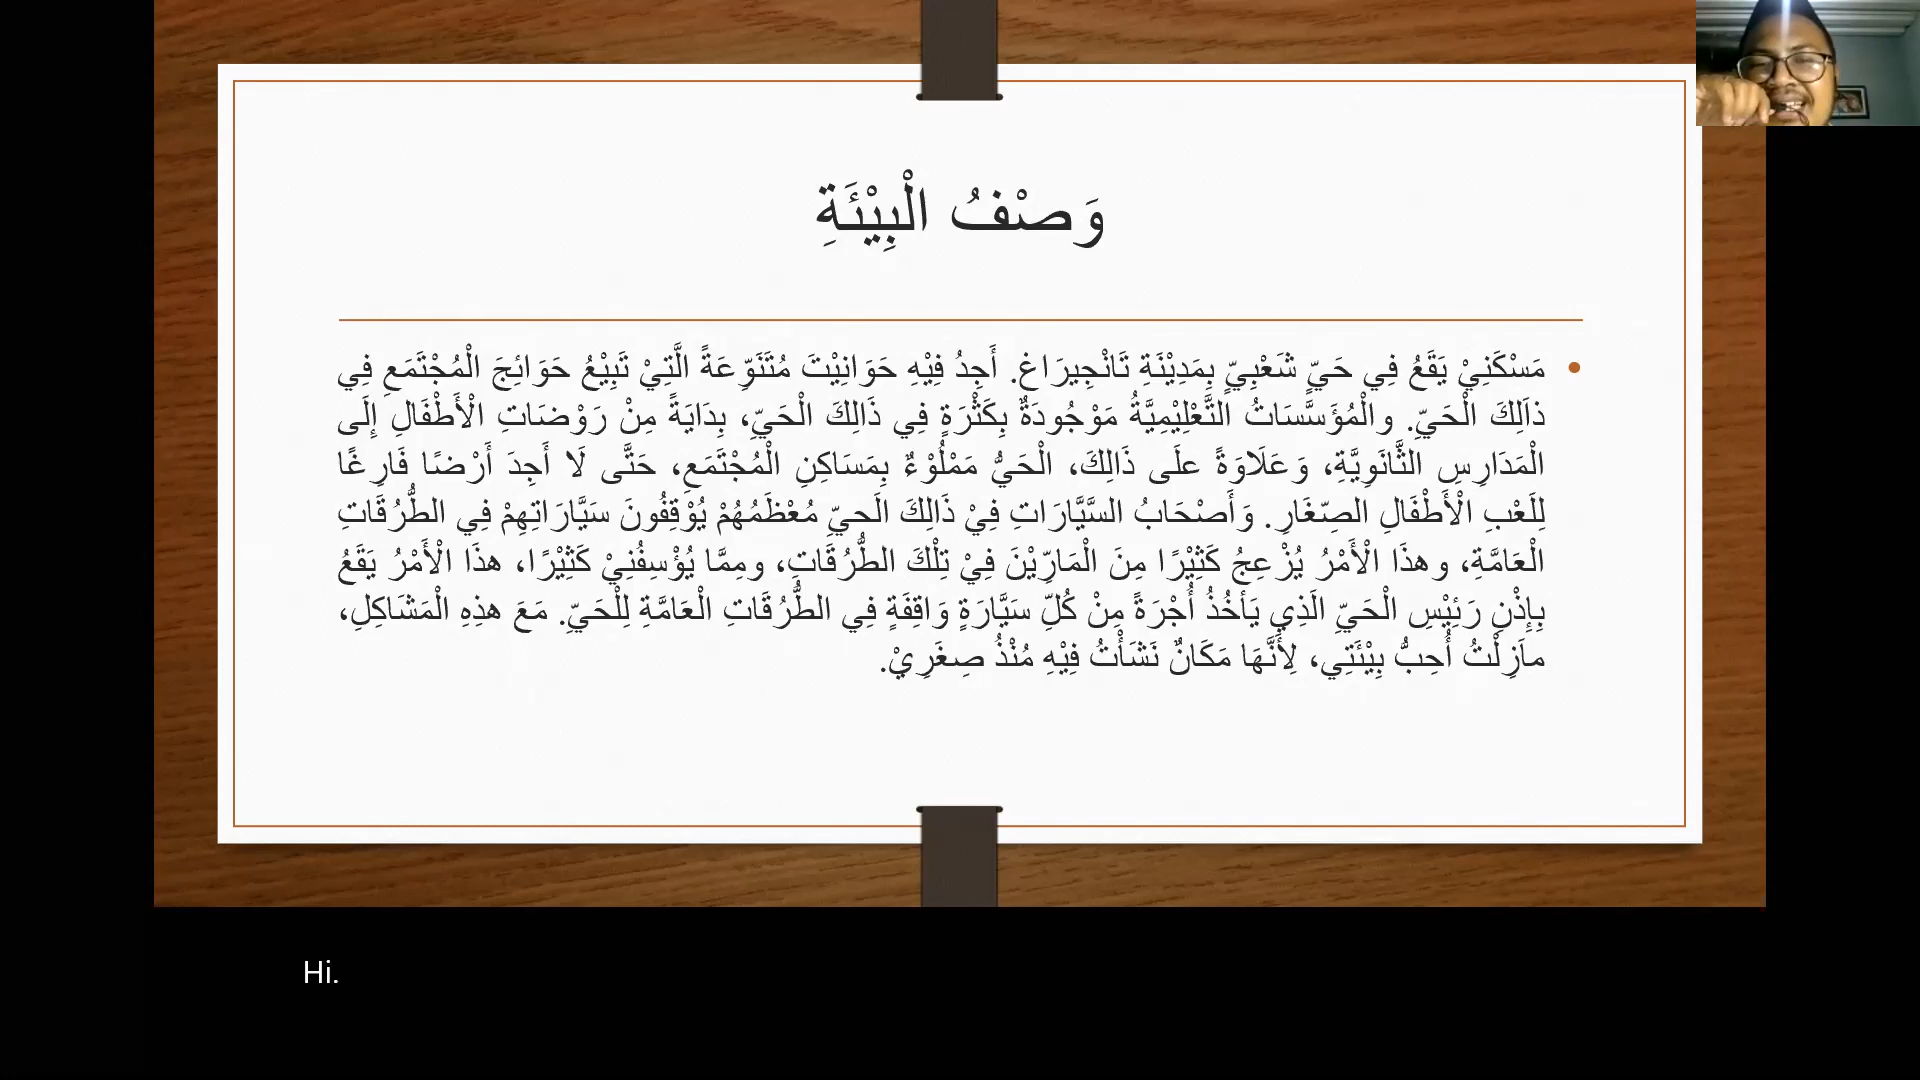 وَصْفُ الْبِيْئَةِ
مَسْكَنِيْ يَقَعُ فِي حَيٍّ شَعْبِيٍّ بِمَدِيْنَةِ تَانْجِيرَاغ. أَجِدُ فِيْهِ حَوَانِيْتَ مُتَنَوِّعَةً الَّتِيْ تَبِيْعُ حَوَائِجَ الْمُجْتَمَعِ فِي
ذاَلِكَ الْحَيِّ. والْمُؤَسَّسَاتُ التَّعْلِيْمِيَّةُ مَوْجُودَةٌ بِكَثْرَةٍ فِي ذَالِكَ الْحَيِّ، بِدَايَةً مِنْ رَوْضَاتِ الْأَطْفَالِ إِلَى
الْمَدَارِسِ الثَّانَوِيَّةِ، وَعَلَاوَةً علَى ذَالِكَ، الْحَيُّ مَمْلُوْءٌ بِمَسَاكِنِ الْمُجْتَمَعِ، حَتَّى لَا أَجِدَ أَرْضًا فَارِغًا
لِلَعْبِ الْأَطْفَالِ الصِّغَارِ. وَأَصْحَابُ السَّيَّارَاتِ فِيْ ذَالِكَ الَحيِّ مُعْظَمُهُمْ يُوْقِفُونَ سَيَّارَاتِهِمْ فِي الطُّرُقَاتِ
الْعَامَّةِ، وهذَا الْأَمْرُ يُزْعِجُ كَثِيْرًا مِنَ الْمَارِّيْنَ فِيْ تِلْكَ الطُّرُقَاتِ، ومِمَّا يُؤْسِفُنِيْ كَثِيْرًا، هذَا الْأَمْرُ يَقَعُ
بِإِذْنِ رَئِيْسِ الْحَيِّ الَذِي يَأخُذُ أُجْرَةً مِنْ كُلِّ سَيَّارَةٍ وَاقِفَةٍ فِي الطُّرُقَاتِ الْعَامَّةِ لِلْحَيِّ. مَعَ هذِهِ الْمَشَاكِلِ،
ماَزِلْتُ أُحِبُّ بِيْئَتِي، لِأَنَّهَا مَكَانٌ نَشَأْتُ فِيْهِ مُنْذُ صِغَرِيْ.
Hi.